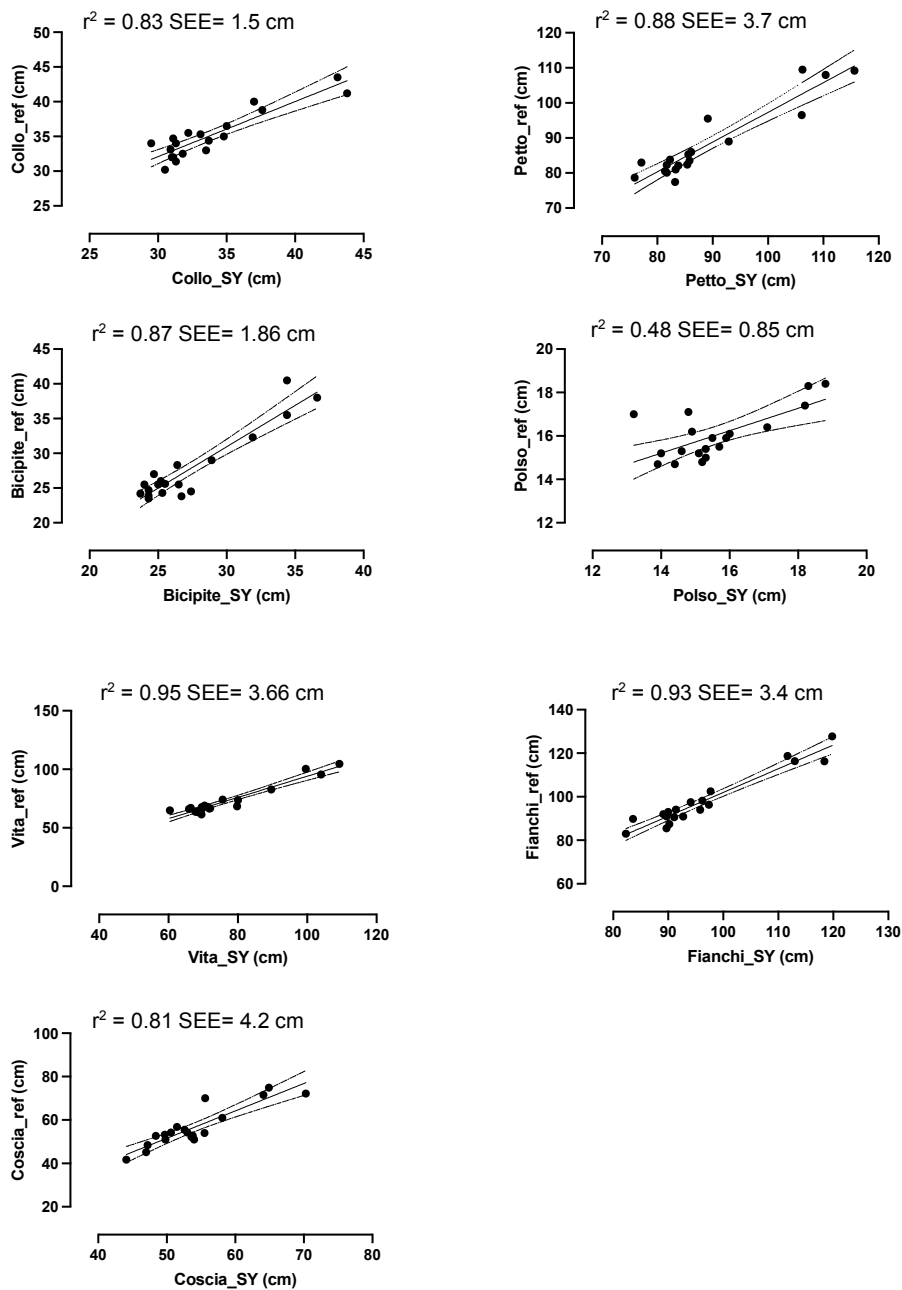 r² = 0.83 SEE= 1.5 cm
50
45
40
35
30
25
Collo_ref (cm)
25 30 35 40 45
Collo_SY (cm)
r² = 0.88 SEE= 3.7 cm
120
110
100
90
80
70
Petto_ref (cm)
70 80 90 100 110 120
Petto_SY (cm)
r² = 0.87 SEE= 1.86 cm
45
40
35
30
25
20
Bicipite_ref (cm)
20 25 30 35 40
Bicipite_SY (cm)
r² = 0.48 SEE= 0.85 cm
20
18
16
14
12
Polso_ref (cm)
12 14 16 18 20
Polso_SY (cm)
r² = 0.95 SEE= 3.66 cm
150
100
50
0
Vita_ref (cm)
40 60 80 100 120
Vita_SY (cm)
r² = 0.93 SEE= 3.4 cm
140
120
100
80
60
Fianchi_ref (cm)
80 90 100 110 120 130
Fianchi_SY (cm)
r² = 0.81 SEE= 4.2 cm
100
80
60
40
20
Coscia_ref (cm)
40 50 60 70 80
Coscia_SY (cm)